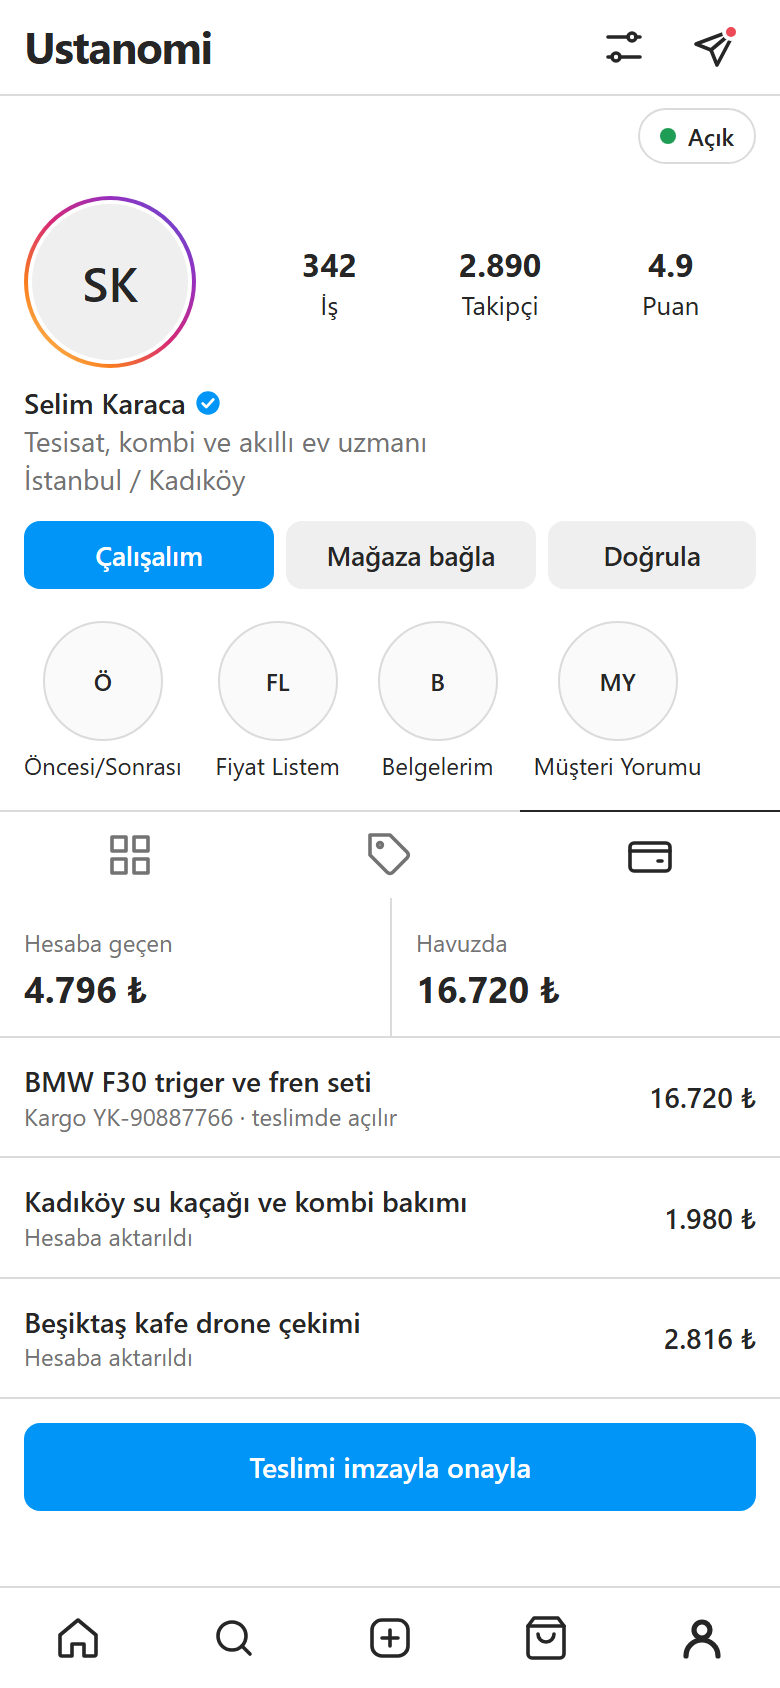 Ustanomi
Açık
SK
342
İş
2.890
Takipçi
4.9
Puan
Selim Karaca
Tesisat, kombi ve akıllı ev uzmanı
İstanbul / Kadıköy
Çalışalım
Mağaza bağla
Doğrula
Ö
Öncesi/Sonrası
FL
Fiyat Listem
B
Belgelerim
MY
Müşteri Yorumu
Hesaba geçen
4.796 ₺
Havuzda
16.720 ₺
BMW F30 triger ve fren seti
Kargo YK-90887766 · teslimde açılır
16.720 ₺
Kadıköy su kaçağı ve kombi bakımı
Hesaba aktarıldı
1.980 ₺
Beşiktaş kafe drone çekimi
Hesaba aktarıldı
2.816 ₺
Teslimi imzayla onayla